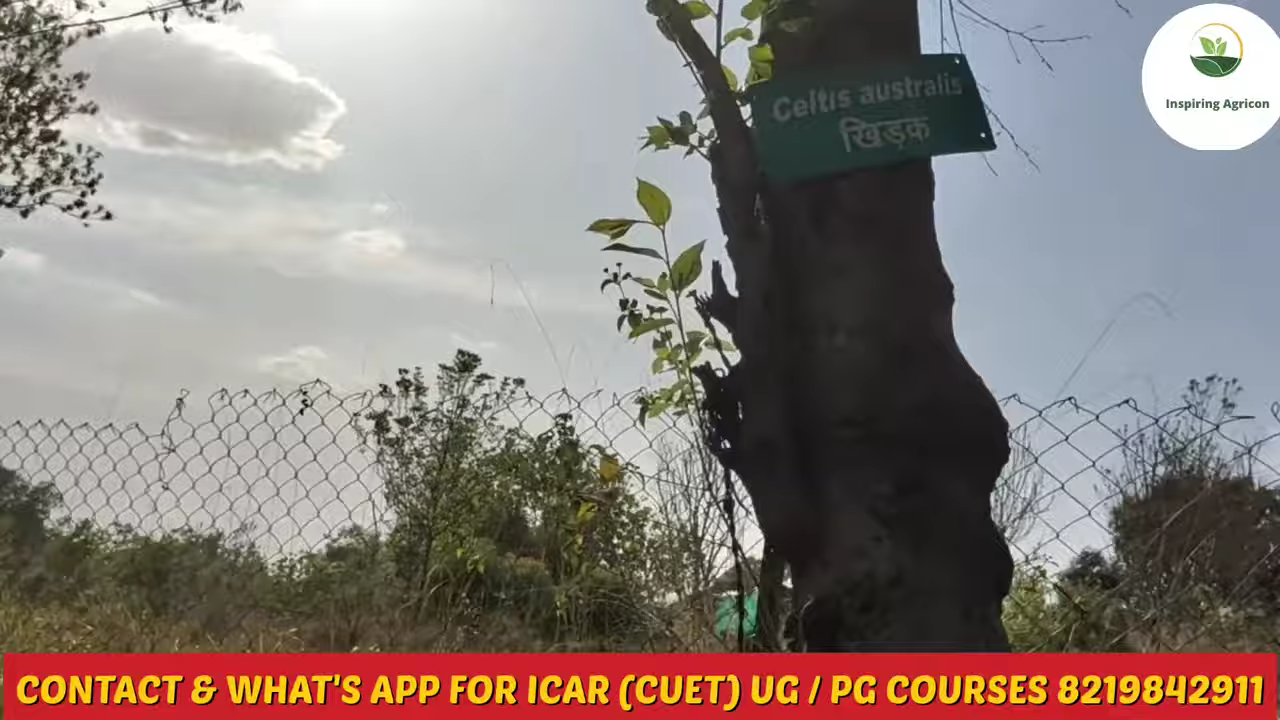 Celtis australis
खिड़क
Inspiring Agricon
CONTACT & WHAT'S APP FOR ICAR (CUET) UG / PG COURSES 8219842911